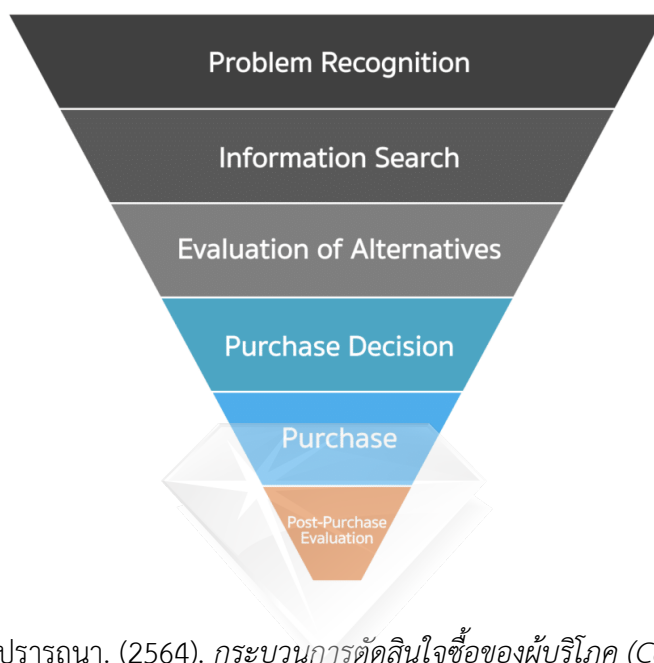 Problem Recognition
Information Search
Evaluation of Alternatives
Purchase Decision
Purchase
Post-Purchase
Evaluation
ปรารถนา. (2564). กระบวนการตัดสินใจซื้อของผู้บริโภค (C